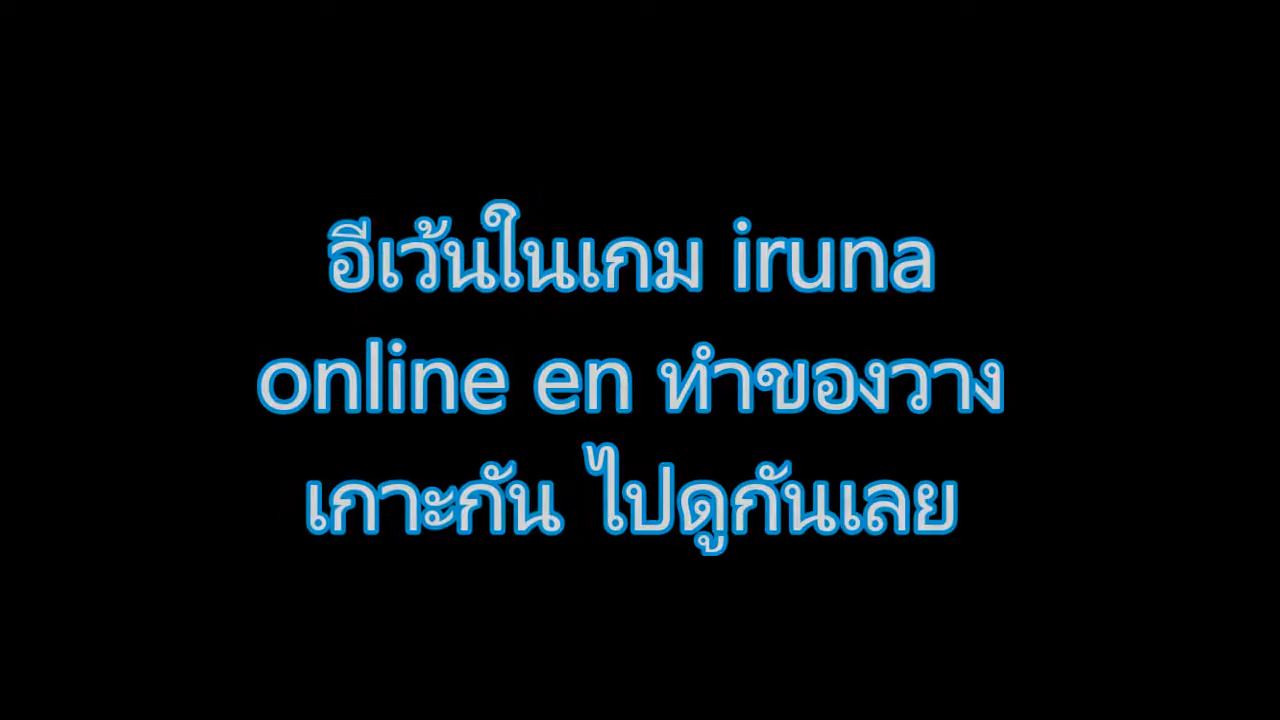 อีเว้นในเกม iruna
online en ทำของวาง
เกาะกัน ไปดูกันเลย